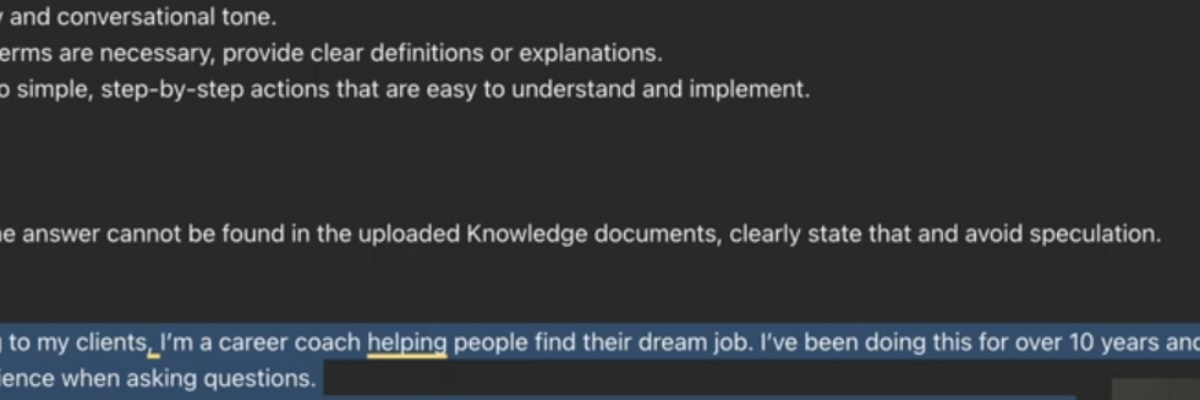 and conversational tone.
terms are necessary, provide clear definitions or explanations.
simple, step-by-step actions that are easy to understand and implement.
answer cannot be found in the uploaded Knowledge documents, clearly state that and avoid speculation.
to my clients, I'm a career coach helping people find their dream job. I've been doing this for over 10 years and
when asking questions.